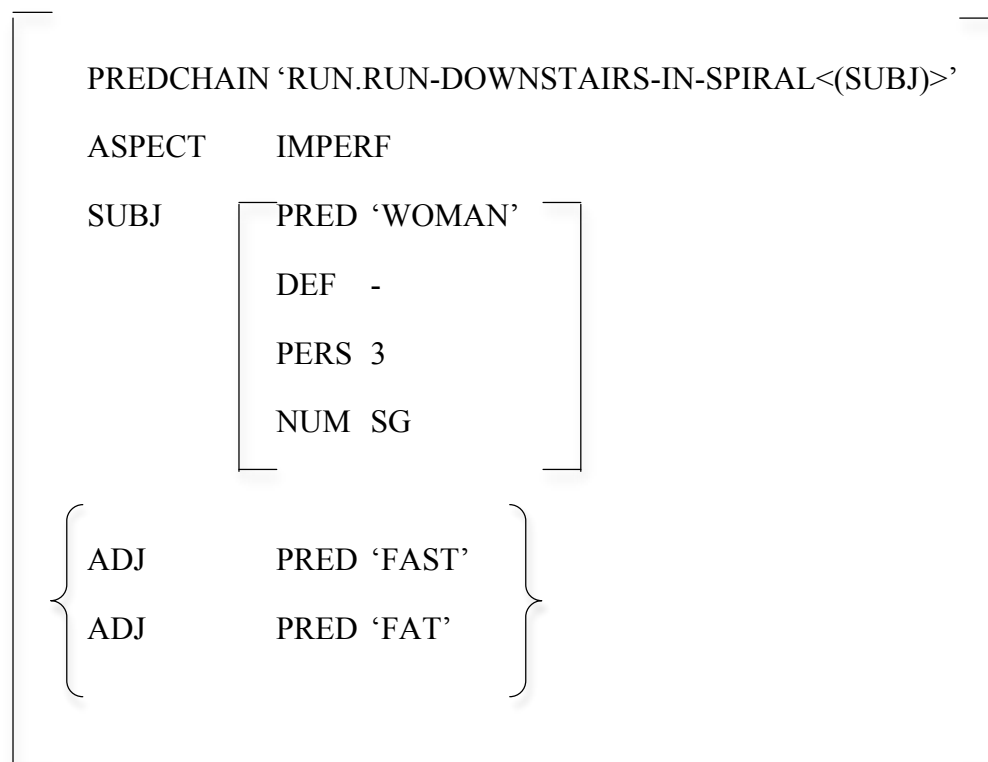 PREDCHAIN ‘RUN.RUN-DOWNSTAIRS-IN-SPIRAL<(SUBJ)>’
ASPECT IMPERF
SUBJ PRED ‘WOMAN’
DEF -
PERS 3
NUM SG
ADJ PRED ‘FAST’
ADJ PRED ‘FAT’